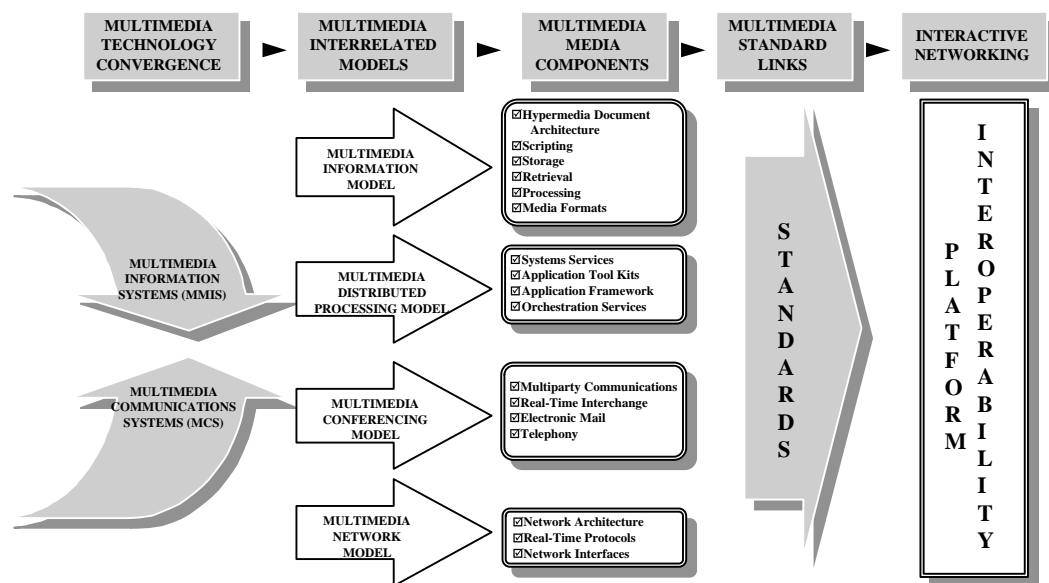 MULTIMEDIA
TECHNOLOGY
CONVERGENCE
MULTIMEDIA
INTERRELATED
MODELS
MULTIMEDIA
MEDIA
COMPONENTS
MULTIMEDIA
STANDARD
LINKS
INTERACTIVE
NETWORKING
MULTIMEDIA
INFORMATION
SYSTEMS (MMIS)
MULTIMEDIA
COMMUNICATIONS
SYSTEMS (MCS)
MULTIMEDIA
INFORMATION
MODEL
☑Hypermedia Document
Architecture
☑Scripting
☑Storage
☑Retrieval
☑Processing
☑Media Formats
MULTIMEDIA
DISTRIBUTED
PROCESSING MODEL
☑Systems Services
☑Application Tool Kits
☑Application Framework
☑Orchestration Services
MULTIMEDIA
CONFERENCING
MODEL
☑Multiparty Communications
☑Real-Time Interchange
☑Electronic Mail
☑Telephony
MULTIMEDIA
NETWORK
MODEL
☑Network Architecture
☑Real-Time Protocols
☑Network Interfaces
STANDARDS
PLATFORM
INTEROPERABILITY